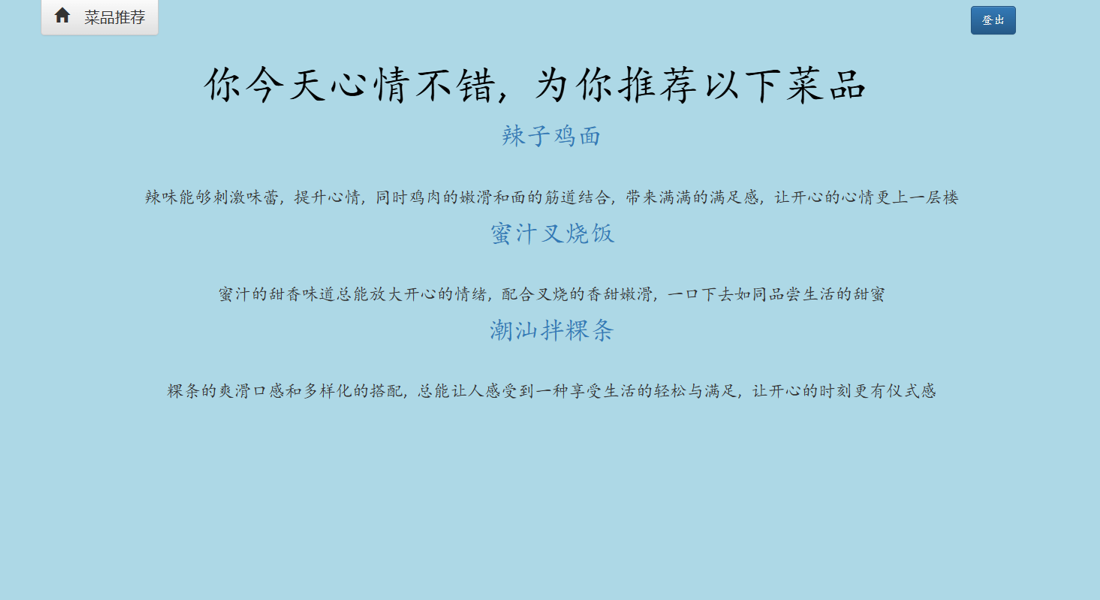 菜品推荐
登出
你今天心情不错，为你推荐以下菜品
辣子鸡面
辣味能够刺激味蕾，提升心情，同时鸡肉的嫩滑和面的筋道结合，带来满满的满足感，让开心的心情更上一层楼
蜜汁叉烧饭
蜜汁的甜香味道总能放大开心的情绪，配合叉烧的香甜嫩滑，一口下去如同品尝生活的甜蜜
潮汕拌粿条
粿条的爽滑口感和多样化的搭配，总能让人感受到一种享受生活的轻松与满足，让开心的时刻更有仪式感